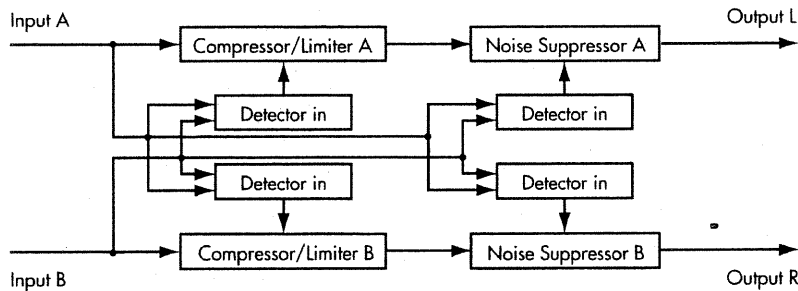 Input A
Output L
Compressor/Limiter A
Noise Suppressor A
Detector in
Detector in
Detector in
Detector in
Compressor/Limiter B
Noise Suppressor B
Input B
Output R